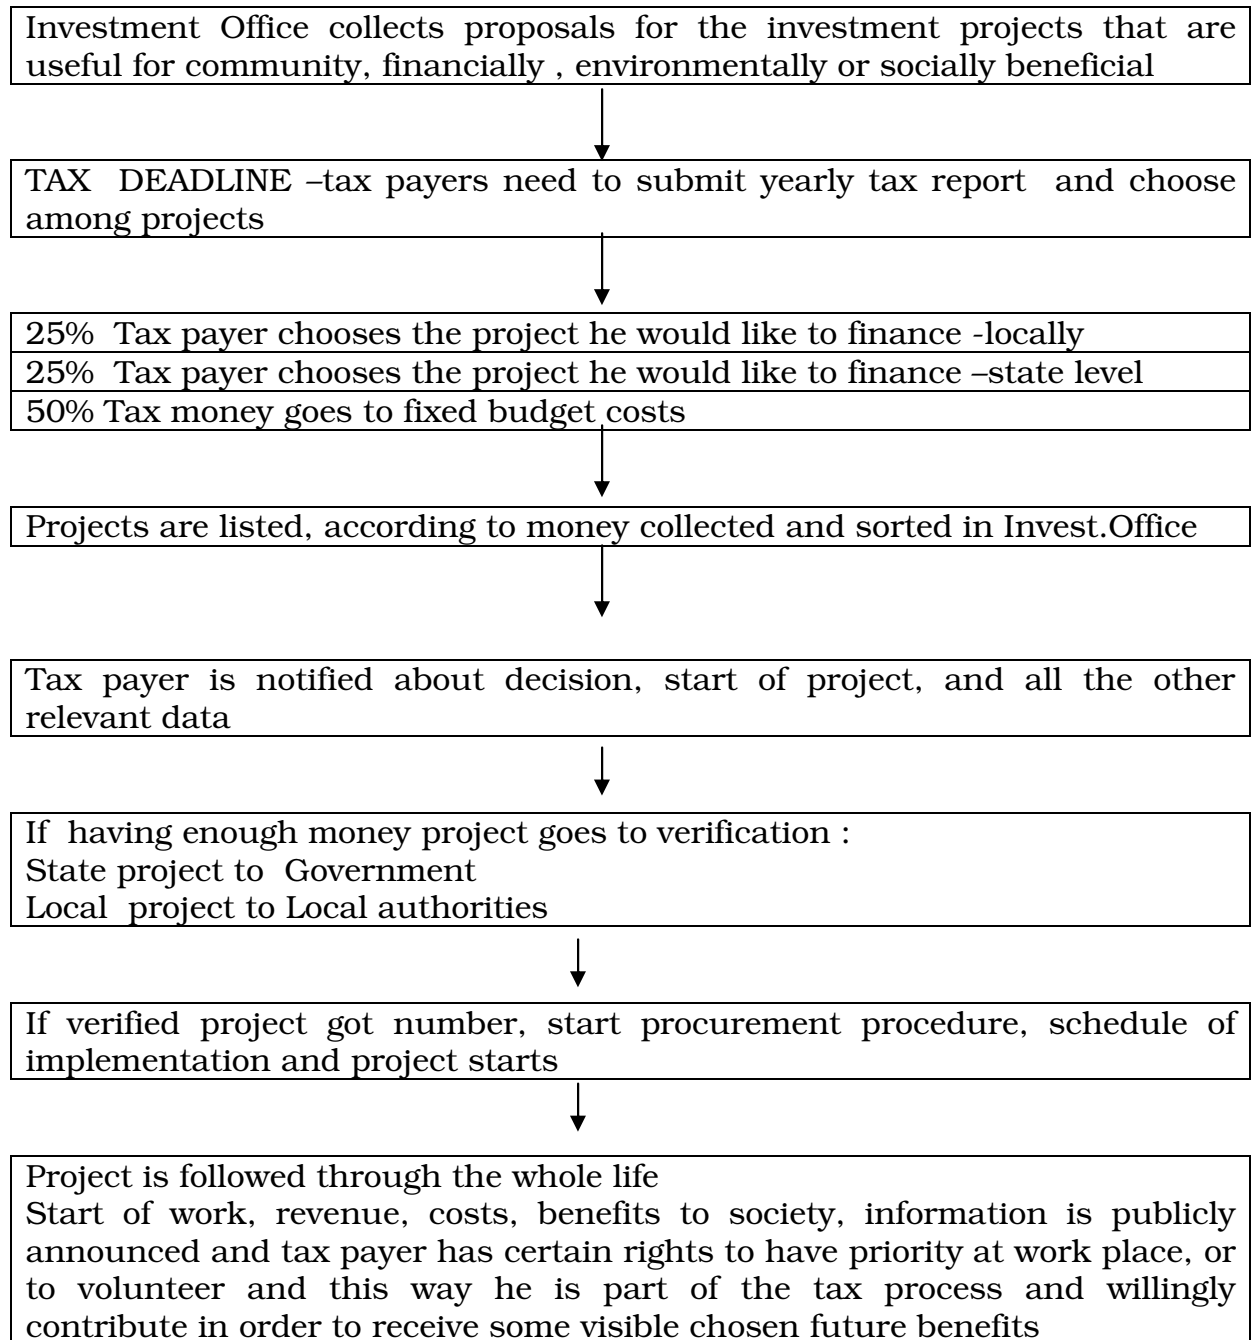 Investment Office collects proposals for the investment projects that are
useful for community, financially , environmentally or socially beneficial
TAX DEADLINE –tax payers need to submit yearly tax report and choose
among projects
25% Tax payer chooses the project he would like to finance -locally
25% Tax payer chooses the project he would like to finance –state level
50% Tax money goes to fixed budget costs
Projects are listed, according to money collected and sorted in Invest.Office
Tax payer is notified about decision, start of project, and all the other
relevant data
If having enough money project goes to verification :
State project to Government
Local project to Local authorities
If verified project got number, start procurement procedure, schedule of
implementation and project starts
Project is followed through the whole life
Start of work, revenue, costs, benefits to society, information is publicly
announced and tax payer has certain rights to have priority at work place, or
to volunteer and this way he is part of the tax process and willingly
contribute in order to receive some visible chosen future benefits